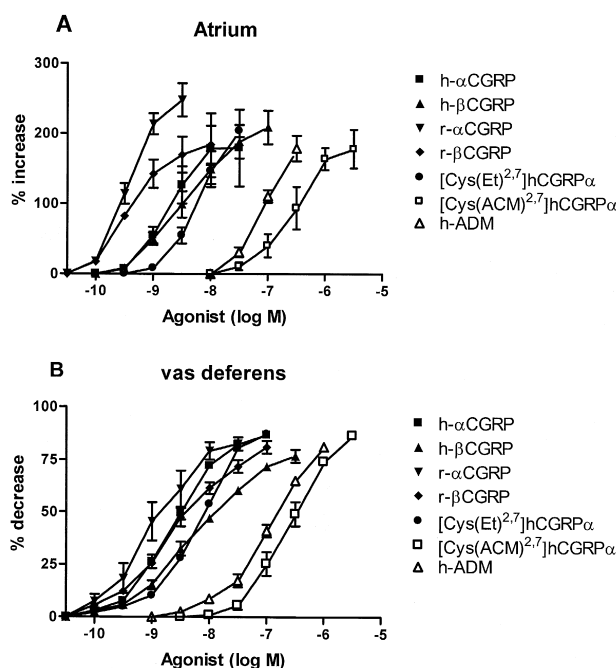 A
Atrium
% increase
300
200
100
0
-10 -9 -8 -7 -6 -5
Agonist (log M)
h-αCGRP
h-βCGRP
r-αCGRP
r-βCGRP
[Cys(Et)2,7]hCGRPα
[Cys(ACM)2,7]hCGRPα
h-ADM
B
vas deferens
% decrease
100
75
50
25
0
-10 -9 -8 -7 -6 -5
Agonist (log M)
h-αCGRP
h-βCGRP
r-αCGRP
r-βCGRP
[Cys(Et)2,7]hCGRPα
[Cys(ACM)2,7]hCGRPα
h-ADM